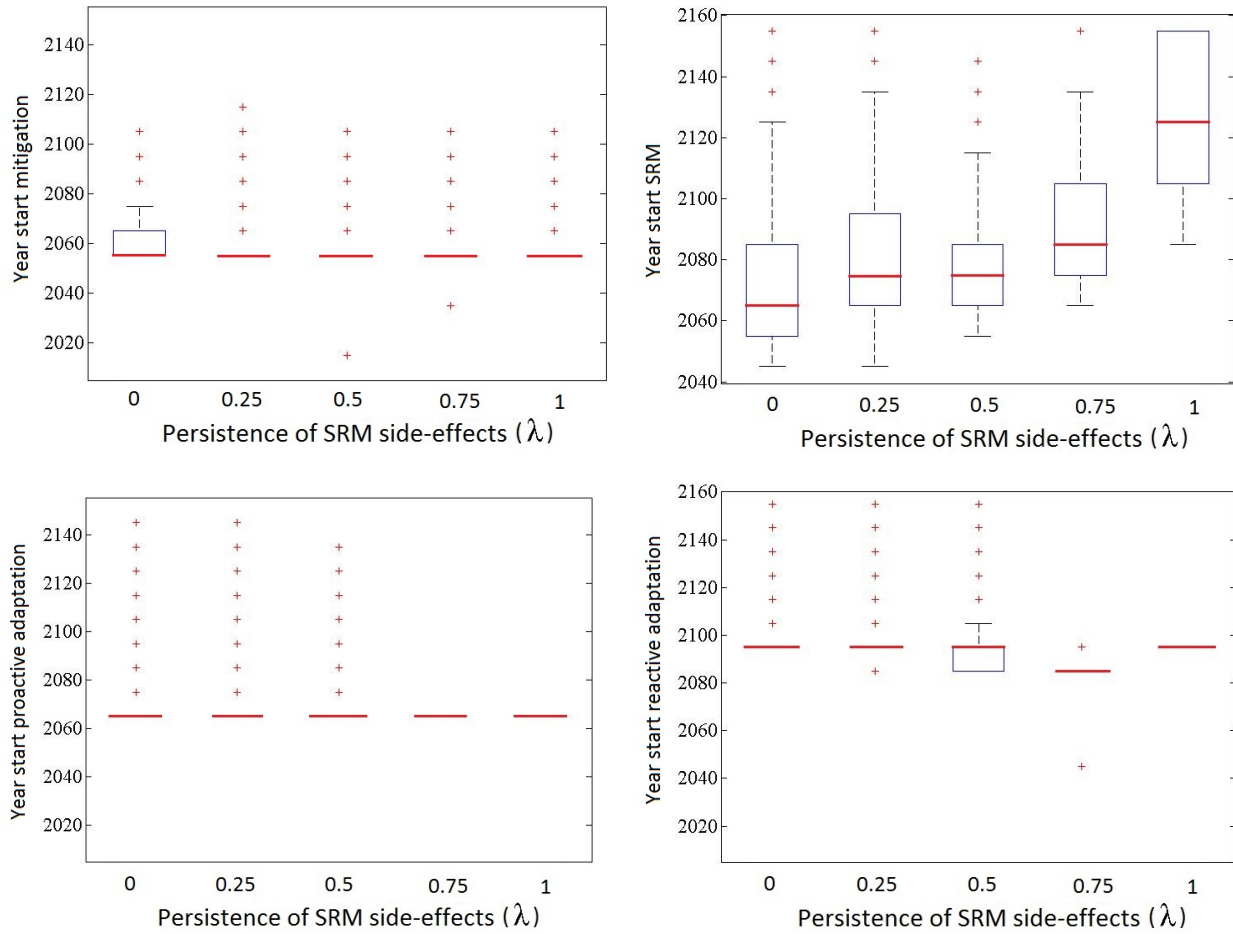 Year start mitigation
2140
2120
2100
2080
2060
2040
2020
0 0.25 0.5 0.75 1
Persistence of SRM side-effects (λ)
Year start SRM
2160
2140
2120
2100
2080
2060
2040
0 0.25 0.5 0.75 1
Persistence of SRM side-effects (λ)
Year start proactive adaptation
2140
2120
2100
2080
2060
2040
2020
0 0.25 0.5 0.75 1
Persistence of SRM side-effects (λ)
Year start reactive adaptation
2160
2140
2120
2100
2080
2060
2040
2020
0 0.25 0.5 0.75 1
Persistence of SRM side-effects (λ)